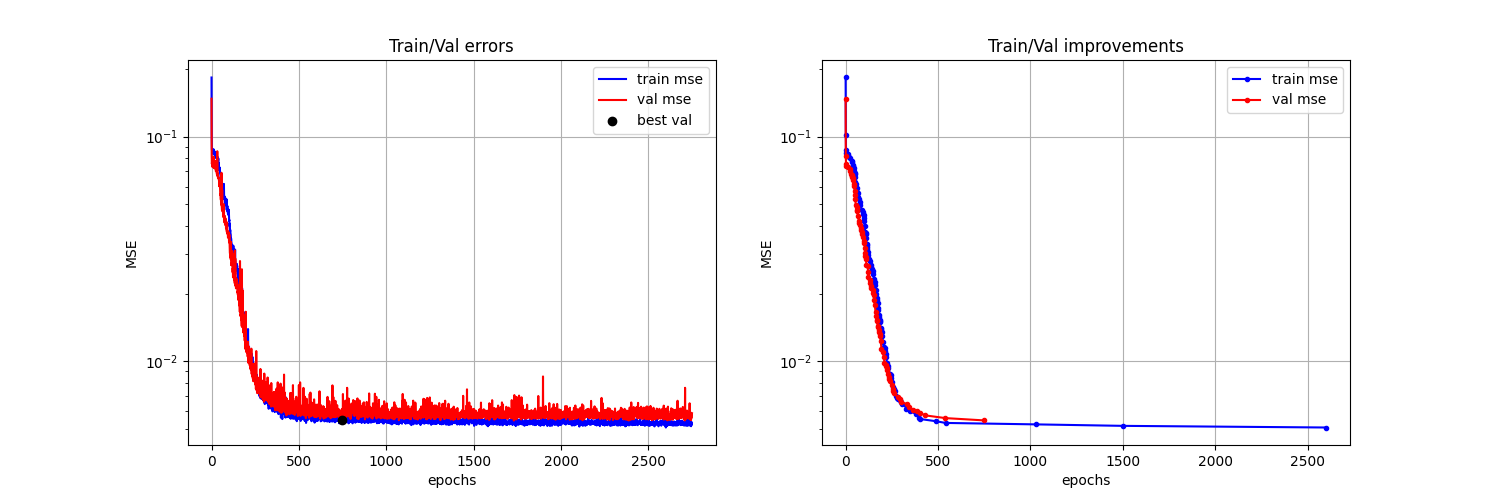 Train/Val errors
train mse
val mse
best val
10⁻¹
10⁻²
MSE
0 500 1000 1500 2000 2500
epochs
Train/Val improvements
train mse
val mse
10⁻¹
10⁻²
MSE
0 500 1000 1500 2000 2500
epochs